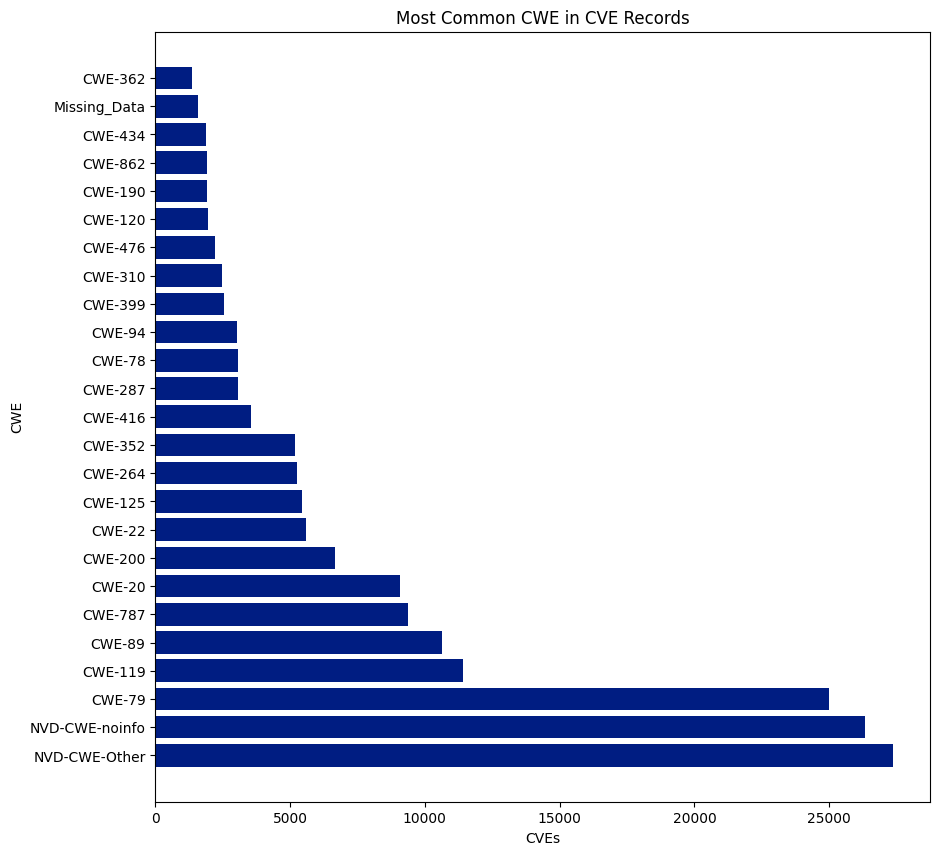 Most Common CWE in CVE Records
CWE-362
Missing_Data
CWE-434
CWE-862
CWE-190
CWE-120
CWE-476
CWE-310
CWE-399
CWE-94
CWE-78
CWE-287
CWE-416
CWE-352
CWE-264
CWE-125
CWE-22
CWE-200
CWE-20
CWE-787
CWE-89
CWE-119
CWE-79
NVD-CWE-noinfo
NVD-CWE-Other
CWE
0 5000 10000 15000 20000 25000
CVEs